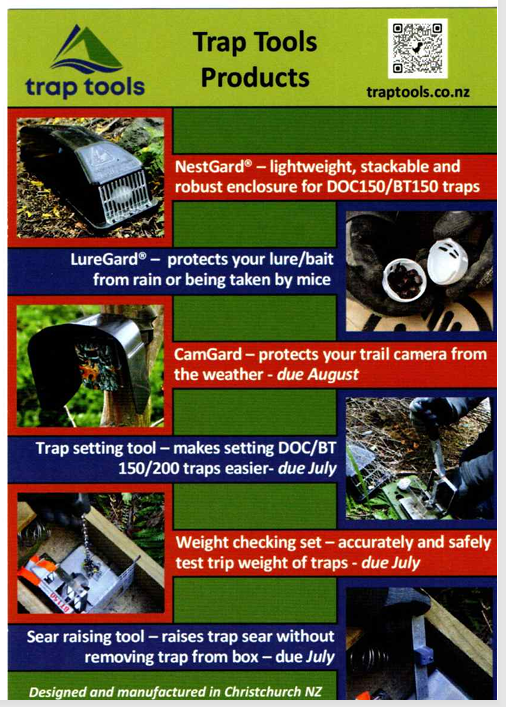 trap tools
Trap Tools
Products
traptools.co.nz
NestGard® – lightweight, stackable and
robust enclosure for DOC150/BT150 traps
LureGard® – protects your lure/bait
from rain or being taken by mice
CamGard – protects your trail camera from
the weather - due August
Trap setting tool – makes setting DOC/BT
150/200 traps easier- due July
Weight checking set – accurately and safely
test trip weight of traps - due July
Sear raising tool – raises trap sear without
removing trap from box – due July
Designed and manufactured in Christchurch NZ